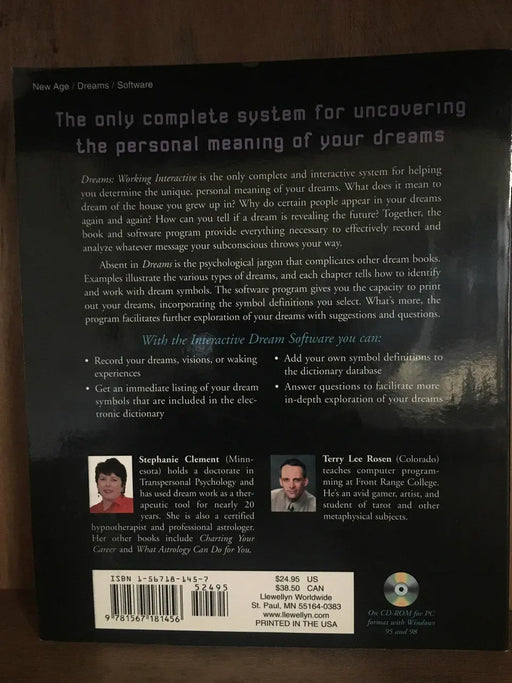 New Age / Dreams / Software
The only complete system for uncovering
the personal meaning of your dreams
Dreams: Working Interactive is the only complete and interactive system for helping
you determine the unique, personal meaning of your dreams. What does it mean to
dream of the house you grew up in? Why do certain people appear in your dreams
again and again? How can you tell if a dream is revealing the future? Together, the
book and software program provide everything necessary to effectively record and
analyze whatever message your subconscious throws your way.
Absent in Dreams is the psychological jargon that complicates other dream books.
Examples illustrate the various types of dreams, and each chapter tells how to identify
and work with dream symbols. The software program gives you the capacity to print
out your dreams, incorporating the symbol definitions you select. What's more, the
program facilitates further exploration of your dreams with suggestions and questions.
With the Interactive Dream Software you can:
• Record your dreams, visions, or waking
experiences
• Get an immediate listing of your dream
symbols that are included in the elec-
tronic dictionary
• Add your own symbol definitions to
the dictionary database
• Answer questions to facilitate more
in-depth exploration of your dreams
Stephanie Clement (Minn-
esota) holds a doctorate in
Transpersonal Psychology and
has used dream work as a ther-
apeutic tool for nearly 20
years. She is also a certified
hypnotherapist and professional astrologer.
Her other books include Charting Your
Career and What Astrology Can Do for You.
Terry Lee Rosen (Colorado)
teaches computer program-
ming at Front Range College.
He's an avid gamer, artist, and
student of tarot and other
metaphysical subjects.
ISBN 1-56718-145-7
52495
9 781567 181456
$24.95 US
$38.50 CAN
Llewellyn Worldwide
St. Paul, MN 55164-0383
www.llewellyn.com
PRINTED IN THE USA
On CD-ROM for PC
format with Windows
95 and 98